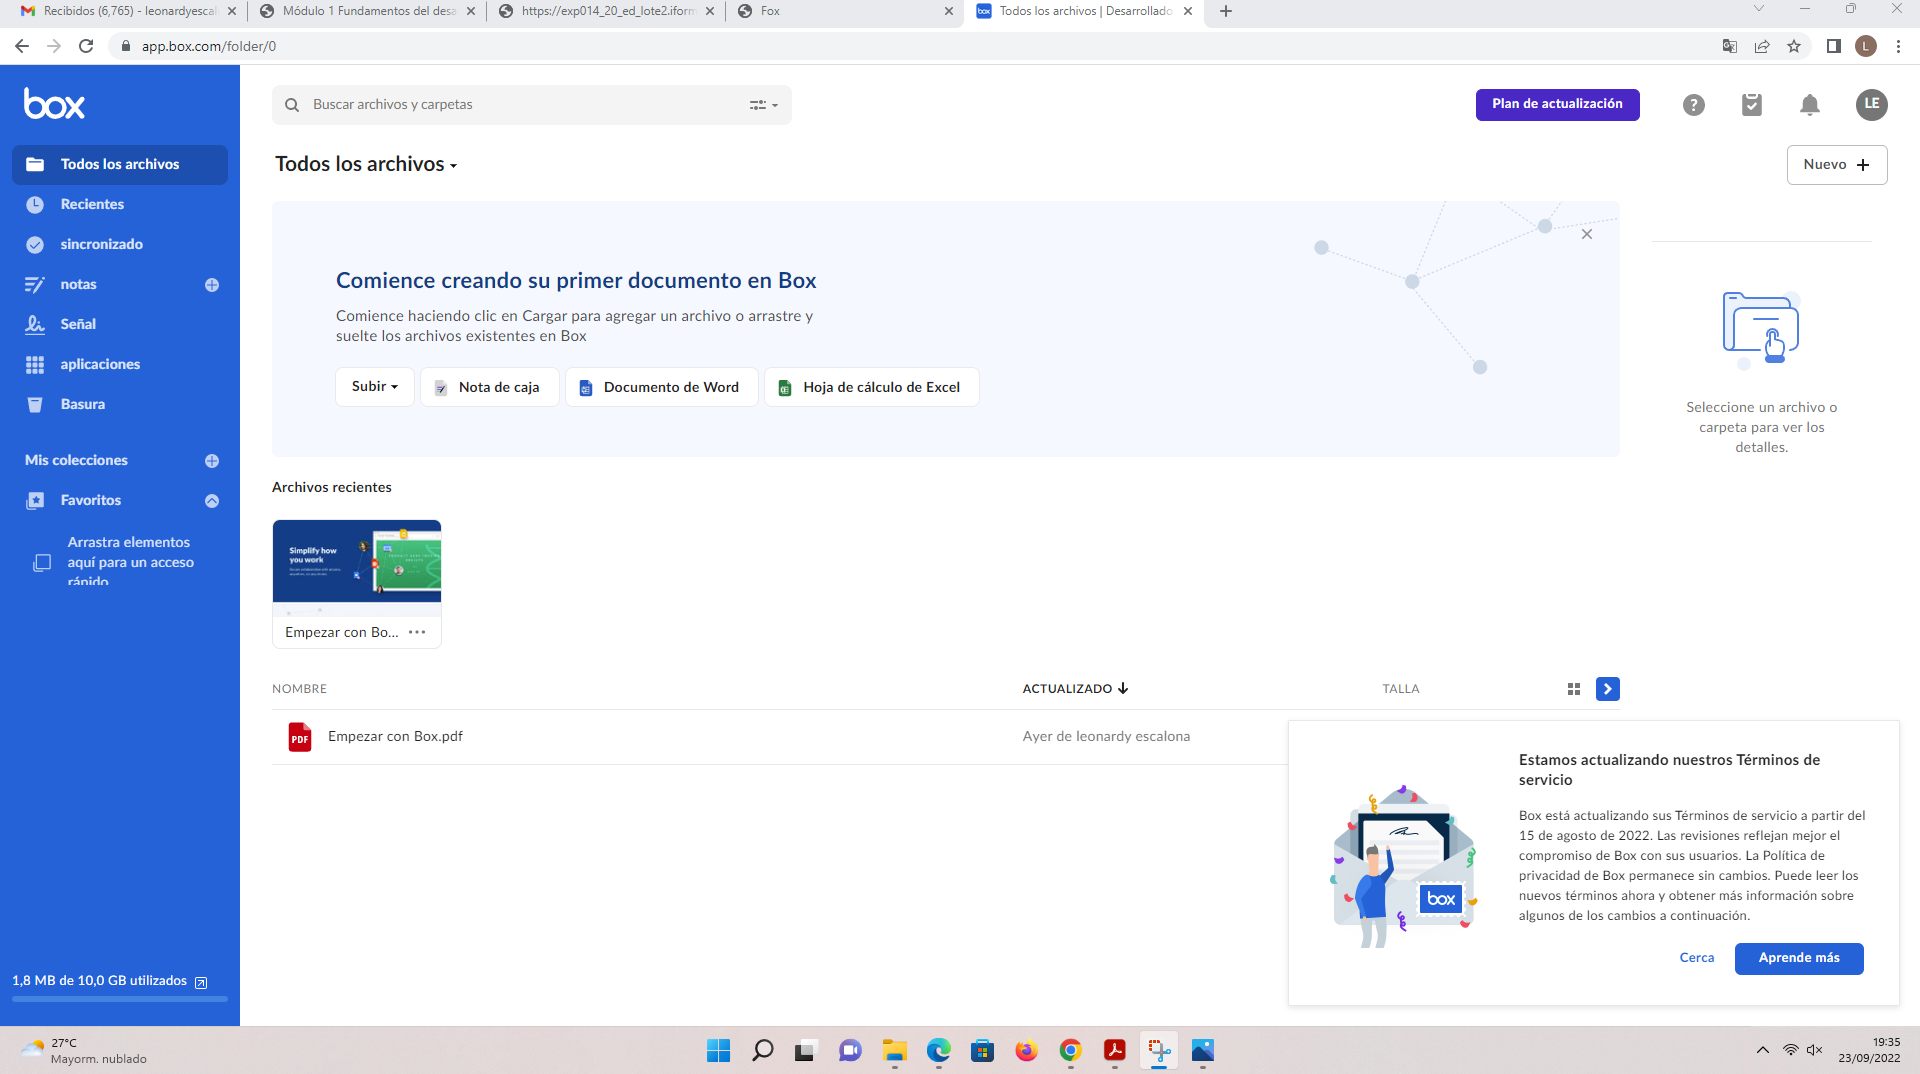 Recibidos (6,765) - leonardyescal
Módulo 1 Fundamentos del desa
https://exp014_20_ed_lote2.iform
Fox
box Todos los archivos | Desarrollado
app.box.com/folder/0
L
box
Buscar archivos y carpetas
Plan de actualización
?
LE
Todos los archivos
Recientes
sincronizado
notas
Señal
aplicaciones
Basura
Mis colecciones
Favoritos
Arrastra elementos
aquí para un acceso
rápido
1,8 MB de 10,0 GB utilizados
Todos los archivos
Nuevo +
Comience creando su primer documento en Box
Comience haciendo clic en Cargar para agregar un archivo o arrastre y
suelte los archivos existentes en Box
Subir
Nota de caja
Documento de Word
Hoja de cálculo de Excel
Seleccione un archivo o
carpeta para ver los
detalles.
Archivos recientes
Simplify how
you work
Empezar con Bo...
NOMBRE
ACTUALIZADO
TALLA
PDF
Empezar con Box.pdf
Ayer de leonardy escalona
Estamos actualizando nuestros Términos de
servicio
Box está actualizando sus Términos de servicio a partir del
15 de agosto de 2022. Las revisiones reflejan mejor el
compromiso de Box con sus usuarios. La Política de
privacidad de Box permanece sin cambios. Puede leer los
nuevos términos ahora y obtener más información sobre
algunos de los cambios a continuación.
box
Cerca
Aprende más
27°C
Mayorm. nublado
19:35
23/09/2022